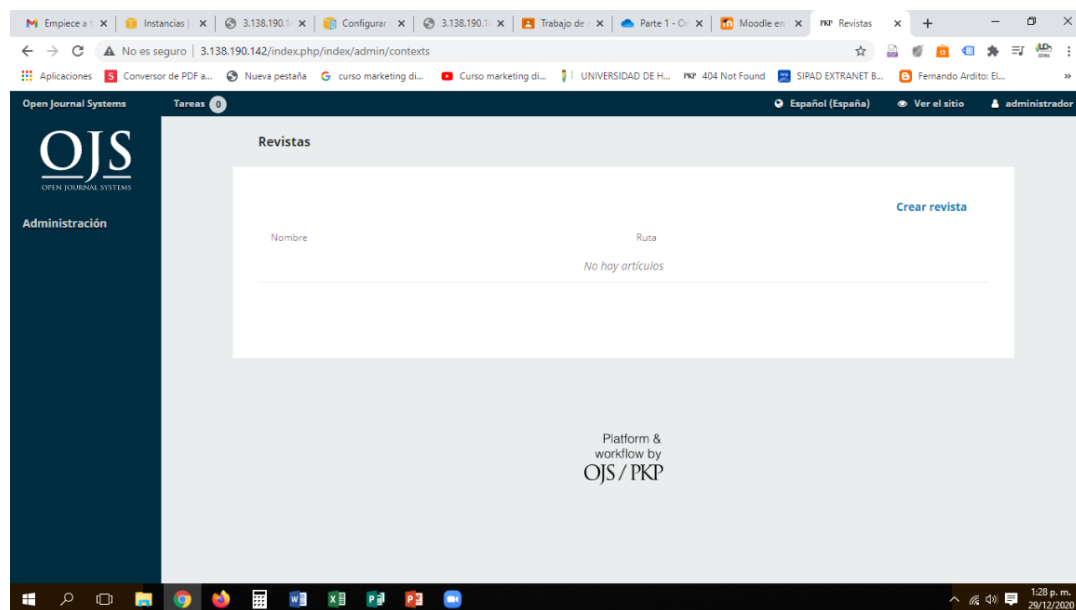 Empiece a t
Instancias |
3.138.190.1
Configurar
3.138.190.1
Trabajo de
Parte 1 - Or
Moodle en
PKP Revistas
No es seguro | 3.138.190.142/index.php/index/admin/contexts
Aplicaciones
S Conversor de PDF a...
Nueva pestaña
G curso marketing di...
Curso marketing di...
UNIVERSIDAD DE H...
PKP 404 Not Found
SIPAD EXTRANET B...
Fernando Ardito: El...
»
Open Journal Systems
Tareas 0
Español (España)
Ver el sitio
administrador
OJS
OPEN JOURNAL SYSTEMS
Administración
Revistas
Crear revista
Nombre
Ruta
No hay artículos
Platform &
workflow by
OJS / PKP
1:28 p. m.
29/12/2020